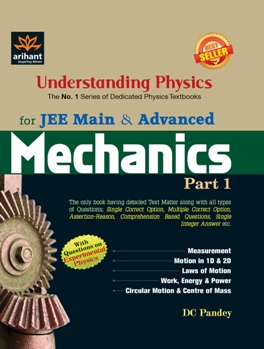 arihant
Inspiring Minds
BEST
SELLER
Understanding Physics
The No. 1 Series of Dedicated Physics Textbooks
for JEE Main & Advanced
Mechanics
Part 1
The only book having detailed Text Matter along with all types
of Questions; Single Correct Option, Multiple Correct Option,
Assertion-Reason, Comprehension Based Questions, Single
Integer Answer etc.
With
Questions on
Experimental
Physics
Measurement
Motion in 1D & 2D
Laws of Motion
Work, Energy & Power
Circular Motion & Centre of Mass
DC Pandey